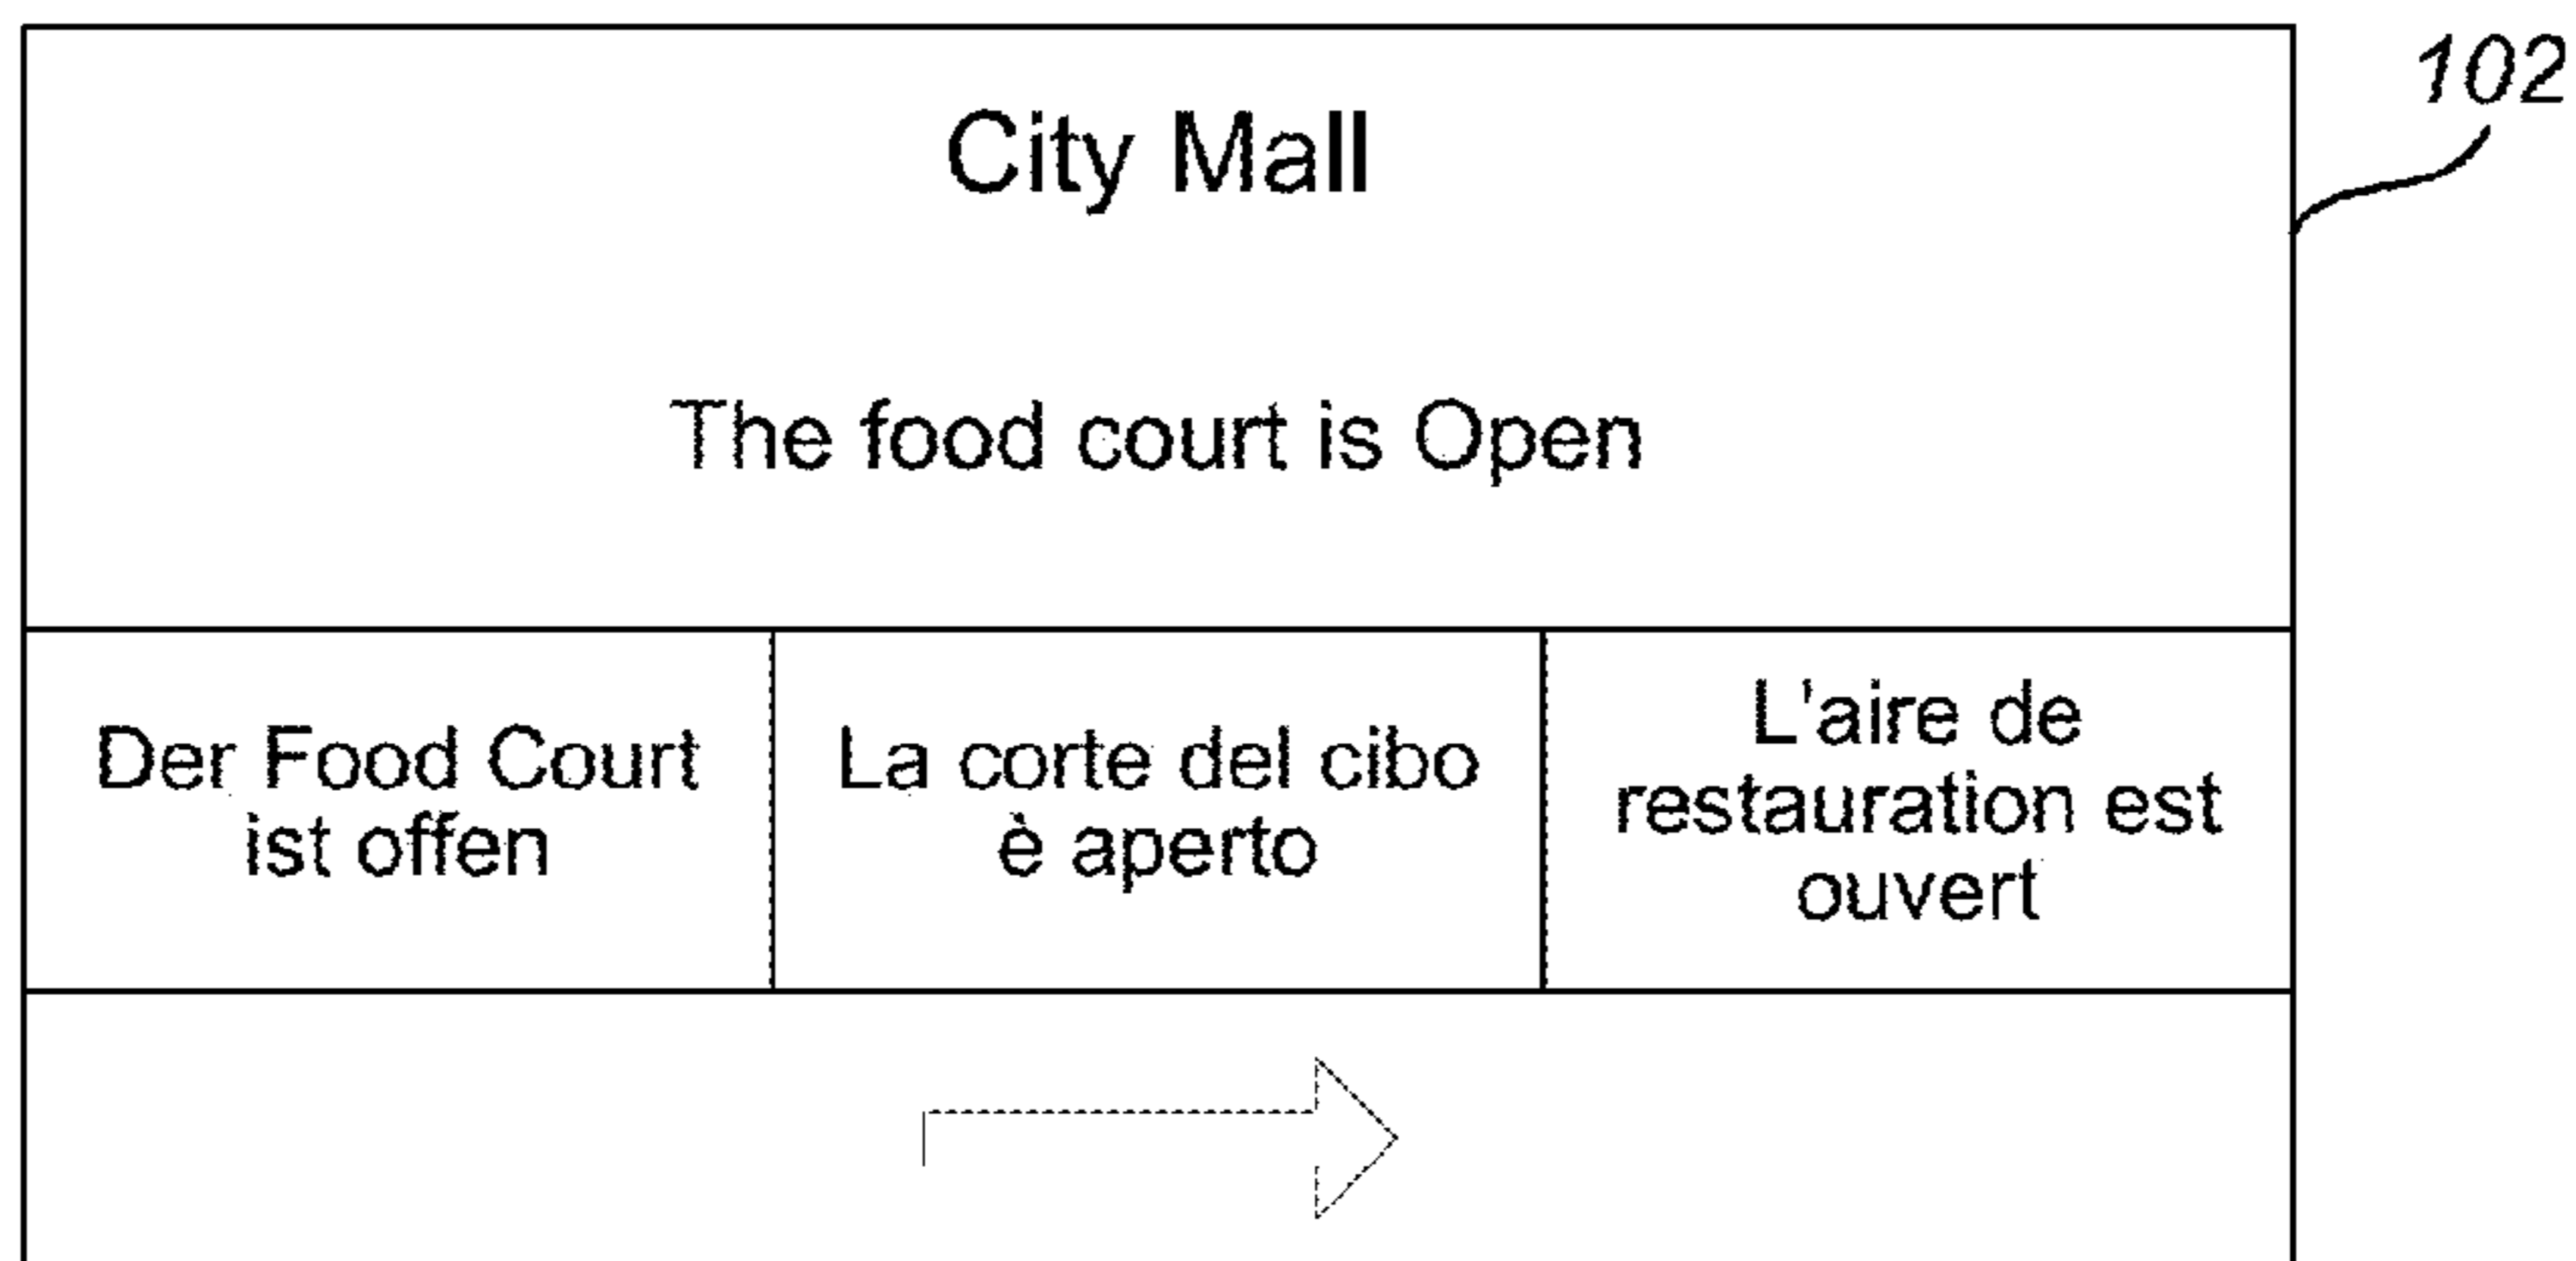 102
City Mall
The food court is Open
Der Food Court
ist offen
La corte del cibo
è aperto
L'aire de
restauration est
ouvert